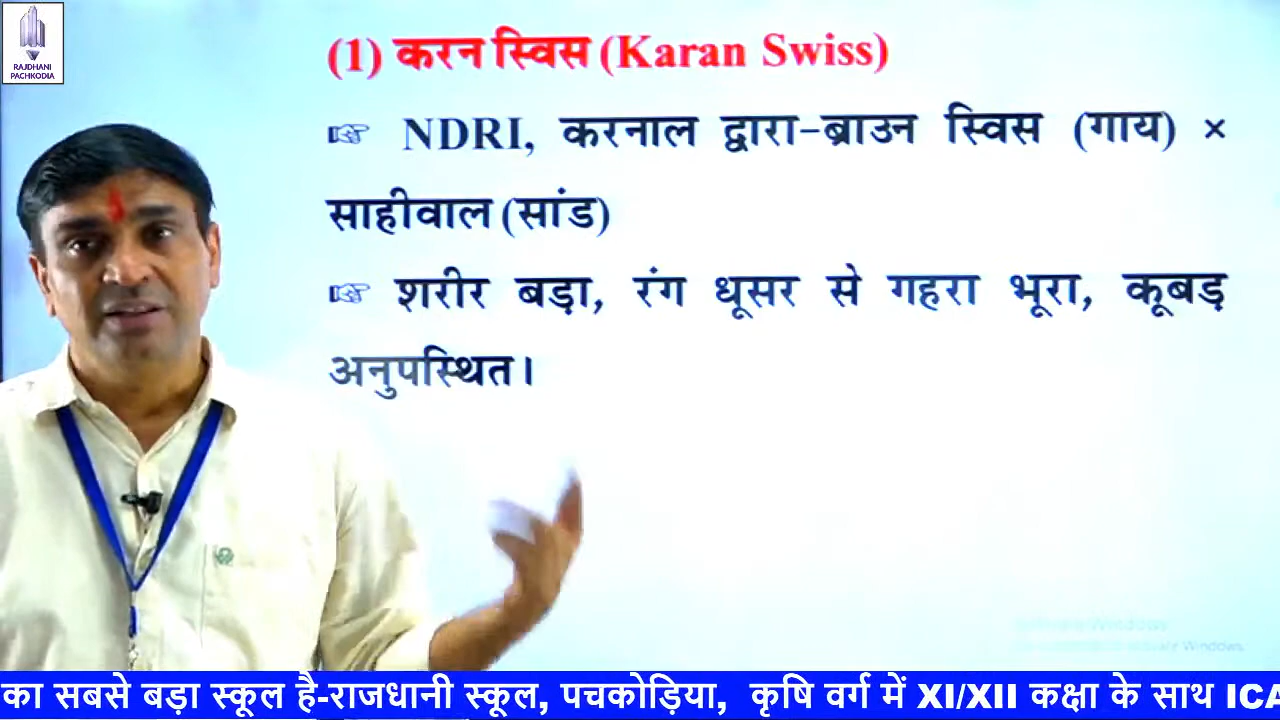 RAJDHANI
PACHKODIA
(1) करन स्विस (Karan Swiss)
☞ NDRI, करनाल द्वारा-ब्राउन स्विस (गाय) ×
साहीवाल (सांड)
☞ शरीर बड़ा, रंग धूसर से गहरा भूरा, कूबड़
अनुपस्थित।
का सबसे बड़ा स्कूल है-राजधानी स्कूल, पचकोड़िया, कृषि वर्ग में XI/XII कक्षा के साथ ICA